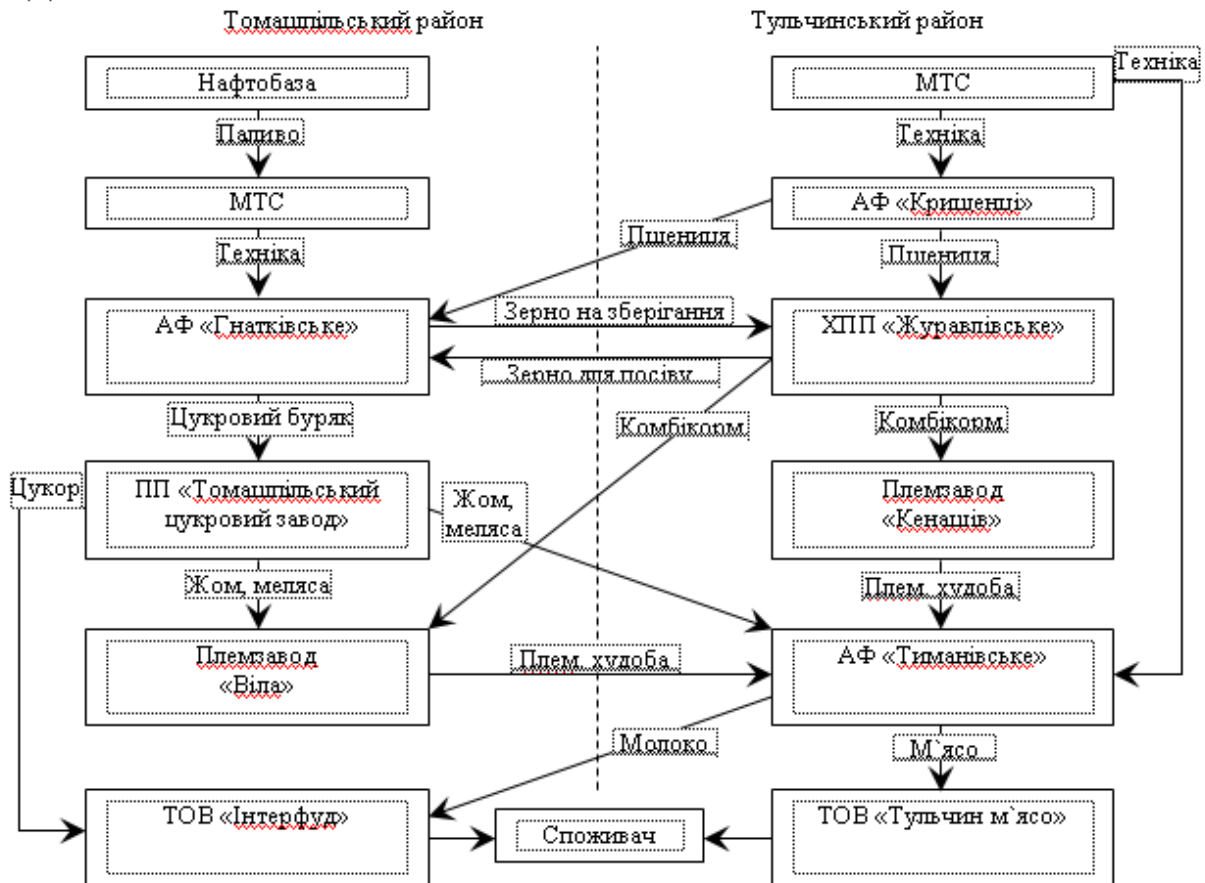 Томашпільський район
Тульчинський район
Нафтобаза
МТС
Техніка
Паливо
Техніка
МТС
АФ «Кришенці»
Пшениця
Техніка
Пшениця
АФ «Гнатківське»
Зерно на зберігання
ХПП «Журавлівське»
Зерно для посіву
Цукровий буряк
Комбікорм
Комбікорм
Цукор
ПП «Томашпільський
цукровий завод»
Жом,
меляса
Племзавод
«Кенашів»
Жом, меляса
Плем. худоба
Племзавод
«Віла»
Плем. худоба
АФ «Тиманівське»
Молоко
М`ясо
ТОВ «Інтерфуд»
Споживач
ТОВ «Тульчин м`ясо»